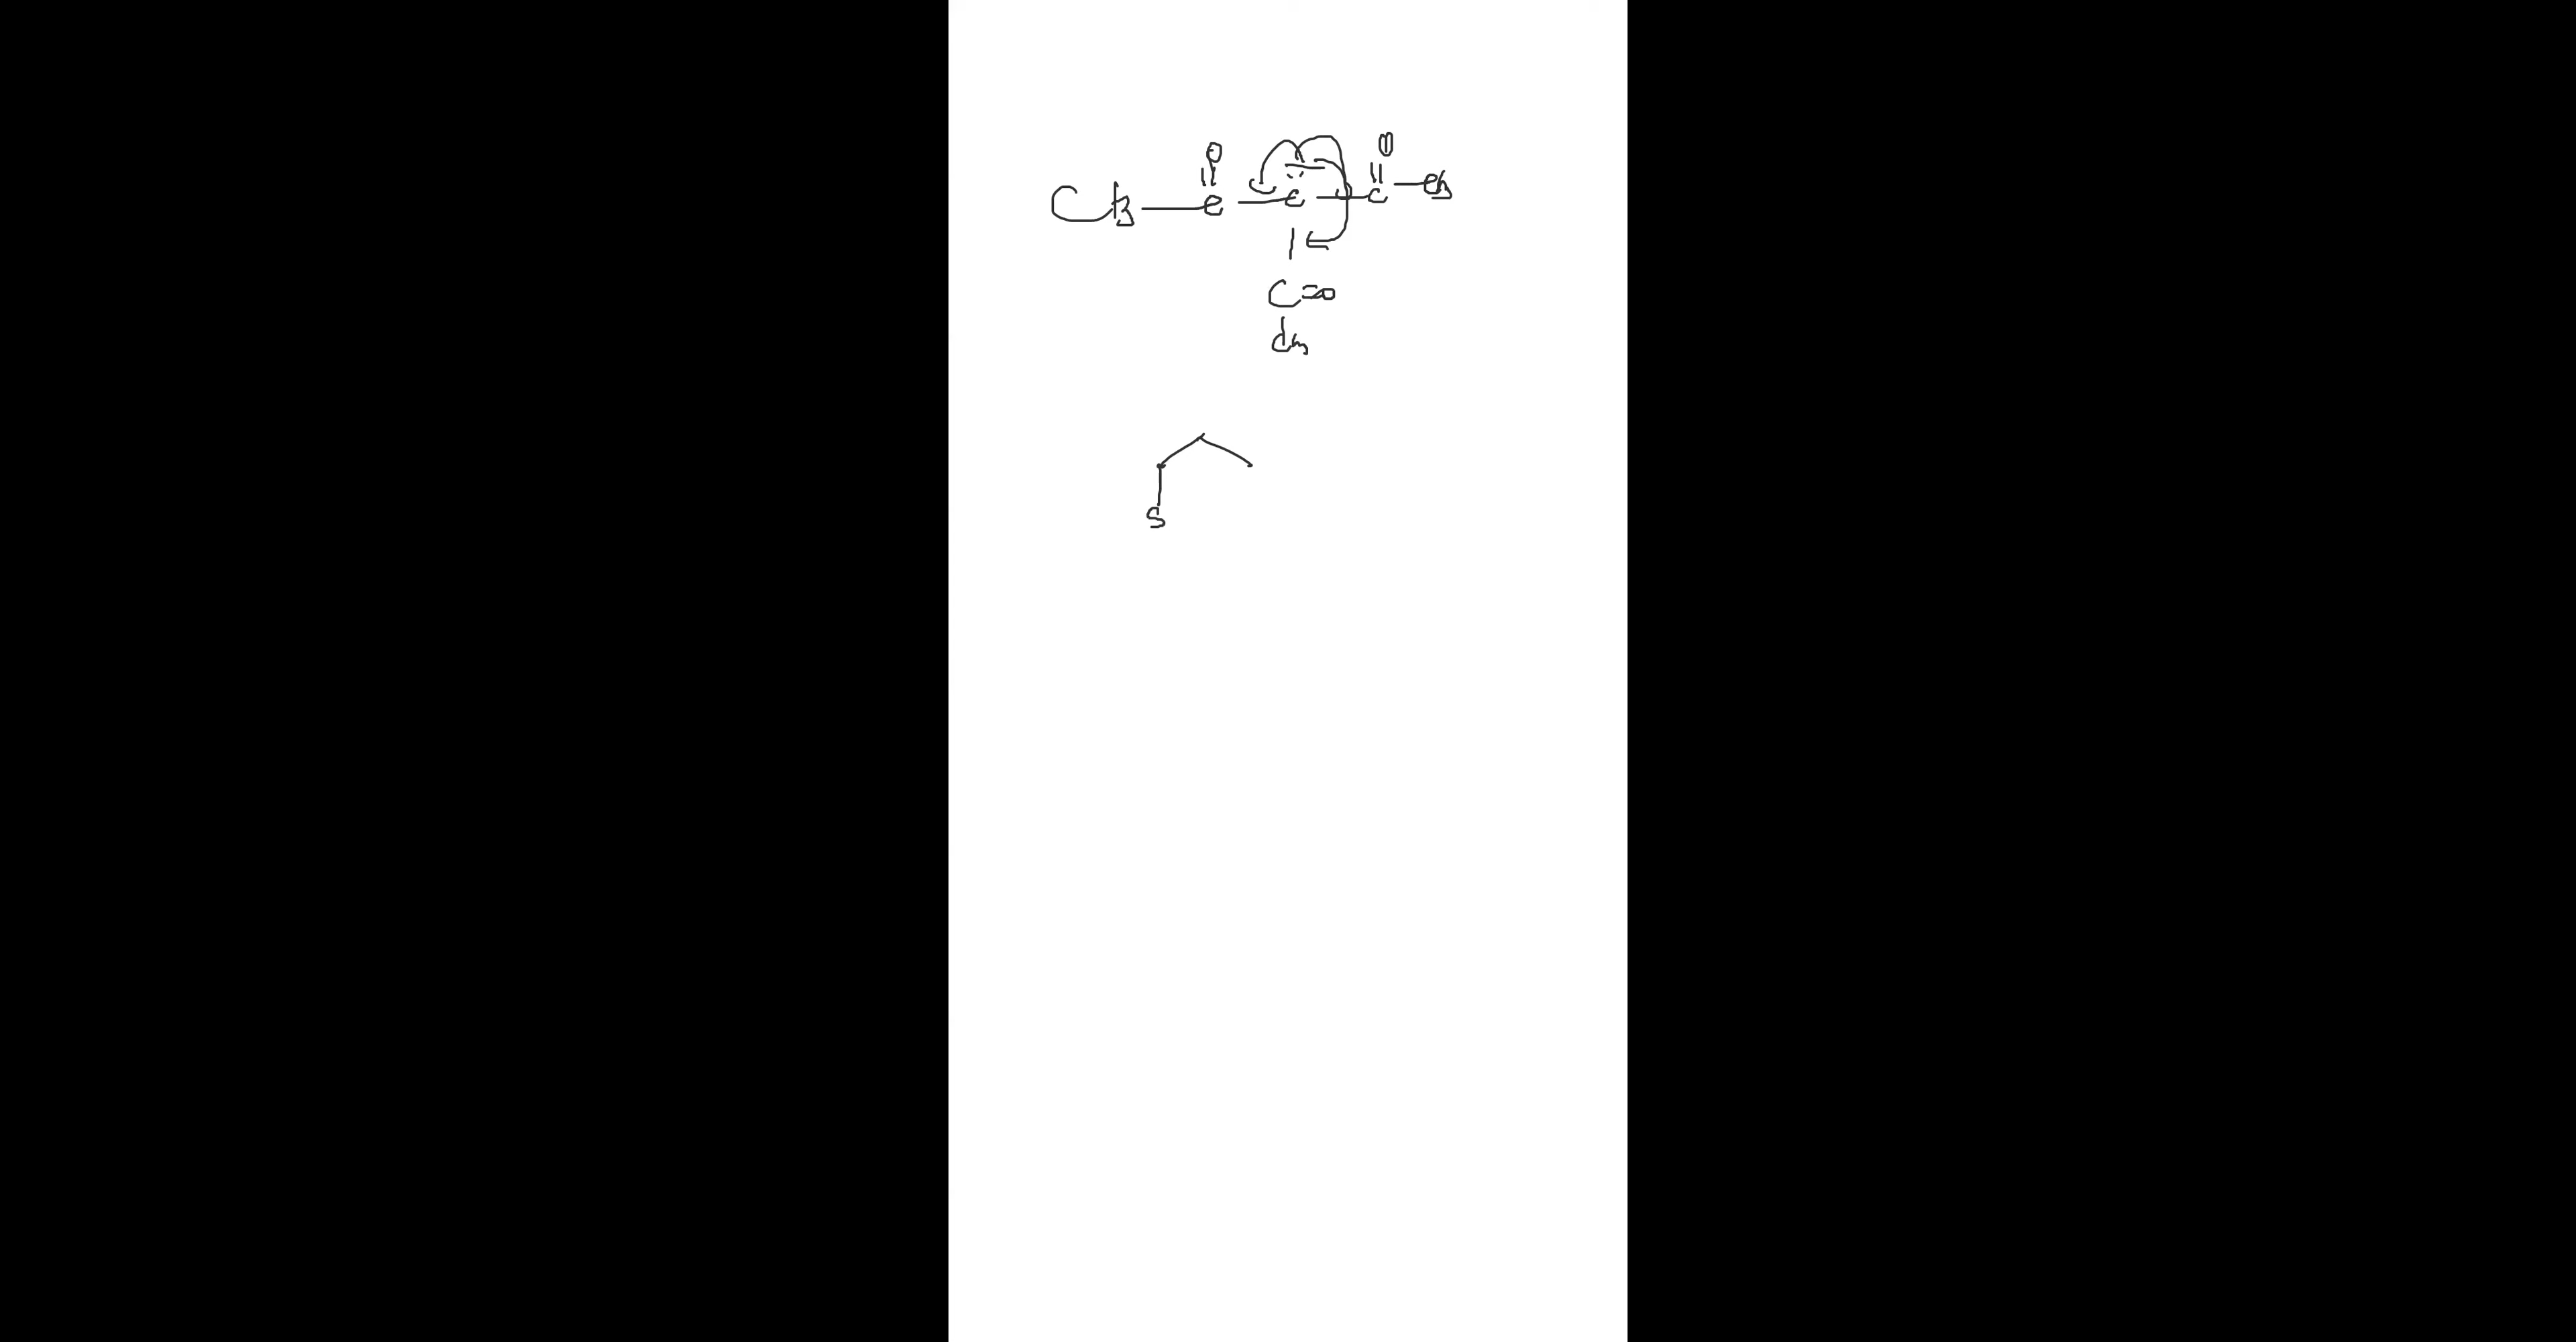 O O
CH3 — C — C — C — CH3
C=O
CH3
S